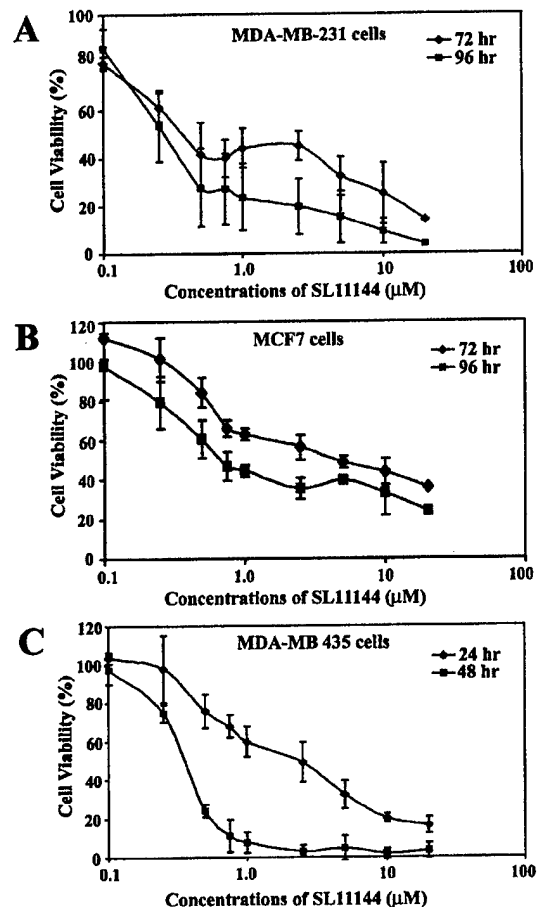 A
MDA-MB-231 cells
72 hr
96 hr
Cell Viability (%)
100
80
60
40
20
0
0.1
1.0
10
100
Concentrations of SL11144 (μM)
B
MCF7 cells
72 hr
96 hr
Cell Viability (%)
120
100
80
60
40
20
0
0.1
1.0
10
100
Concentrations of SL11144 (μM)
C
MDA-MB 435 cells
24 hr
48 hr
Cell Viability (%)
120
100
80
60
40
20
0
0.1
1.0
10
100
Concentrations of SL11144 (μM)